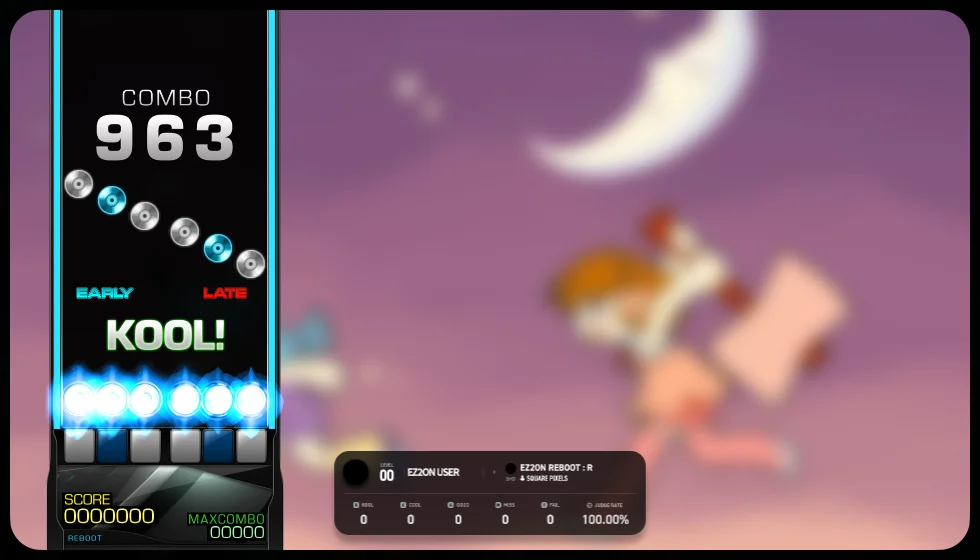 COMBO
963
EARLY LATE
KOOL!
SCORE
0000000
MAXCOMBO
00000
REBOOT
LEVEL
00 EZ2ON USER
EZ2ON REBOOT : R
SQUARE PIXELS
KOOL COOL GOOD MISS FAIL JUDGE RATE
0 0 0 0 0 100.00%